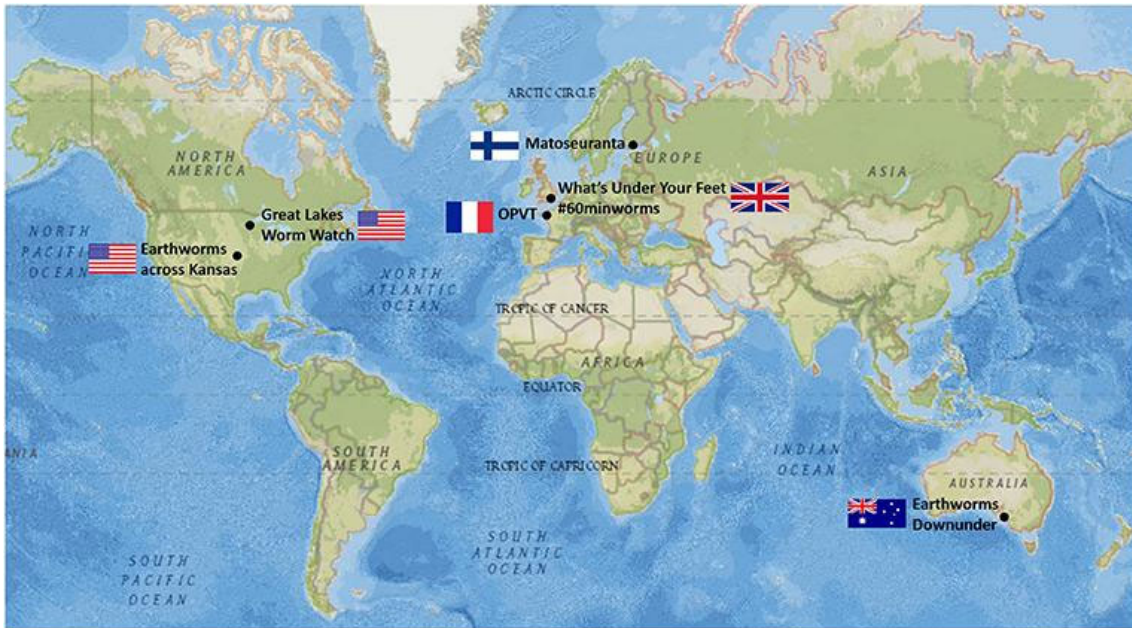 ARCTIC CIRCLE
Matoseuranta
EUROPE
ASIA
NORTH
AMERICA
What's Under Your Feet
#60minworms
OPVT
Great Lakes
Worm Watch
NORTH
PACIFIC
OCEAN
Earthworms
across Kansas
NORTH
ATLANTIC
OCEAN
TROPIC OF CANCER
AFRICA
EQUATOR
SOUTH
AMERICA
INDIAN
OCEAN
ANIA
TROPIC OF CAPRICORN
AUSTRALIA
Earthworms
Downunder
SOUTH
ATLANTIC
OCEAN
SOUTH
PACIFIC
OCEAN